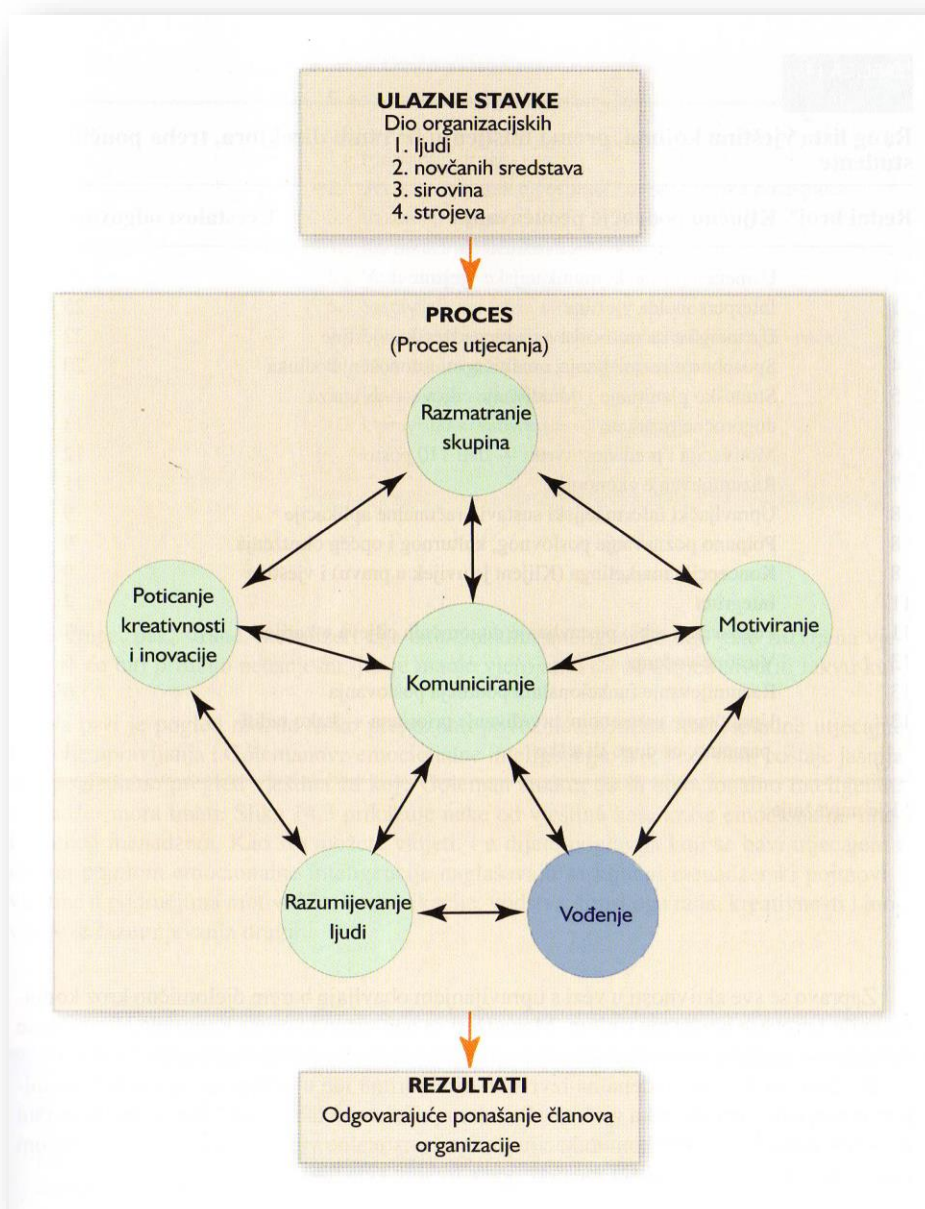 ULAZNE STAVKE
Dio organizacijskih
1. ljudi
2. novčanih sredstava
3. sirovina
4. strojeva
PROCES
(Proces utjecanja)
Razmatranje
skupina
Poticanje
kreativnosti
i inovacije
Komuniciranje
Motiviranje
Razumijevanje
ljudi
Vođenje
REZULTATI
Odgovarajuće ponašanje članova
organizacije